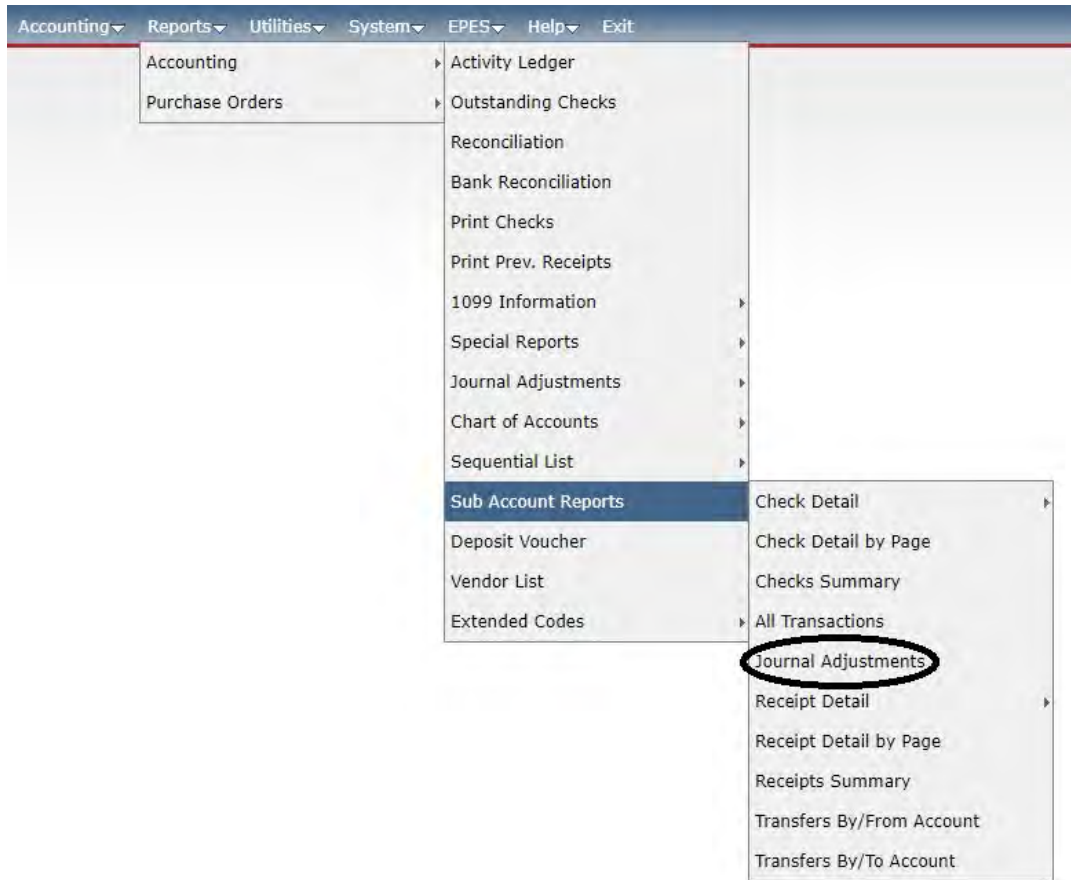 Accounting Reports Utilities System EPES Help Exit
Accounting
Purchase Orders
Activity Ledger
Outstanding Checks
Reconciliation
Bank Reconciliation
Print Checks
Print Prev. Receipts
1099 Information
Special Reports
Journal Adjustments
Chart of Accounts
Sequential List
Sub Account Reports
Deposit Voucher
Vendor List
Extended Codes
Check Detail
Check Detail by Page
Checks Summary
All Transactions
Journal Adjustments
Receipt Detail
Receipt Detail by Page
Receipts Summary
Transfers By/From Account
Transfers By/To Account